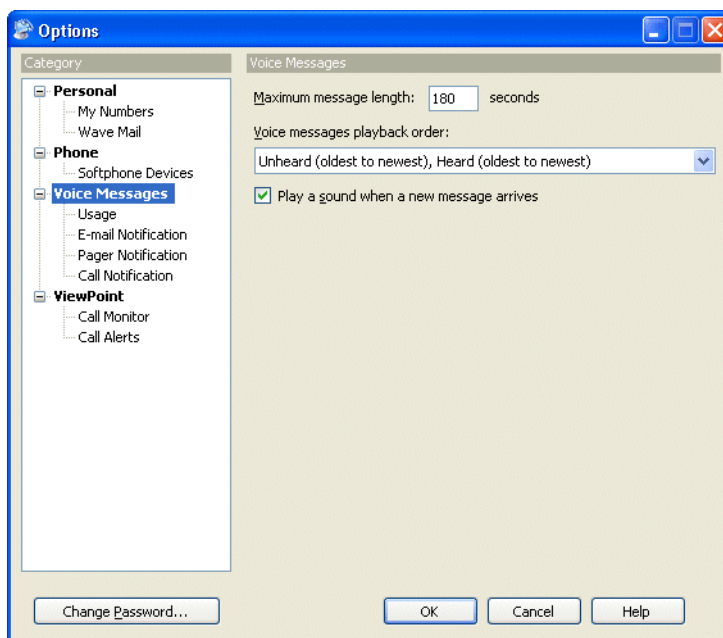 Options
Category
Personal
My Numbers
Wave Mail
Phone
Softphone Devices
Voice Messages
Usage
E-mail Notification
Pager Notification
Call Notification
ViewPoint
Call Monitor
Call Alerts
Voice Messages
Maximum message length: 180 seconds
Voice messages playback order:
Unheard (oldest to newest), Heard (oldest to newest)
Play a sound when a new message arrives
Change Password... OK Cancel Help